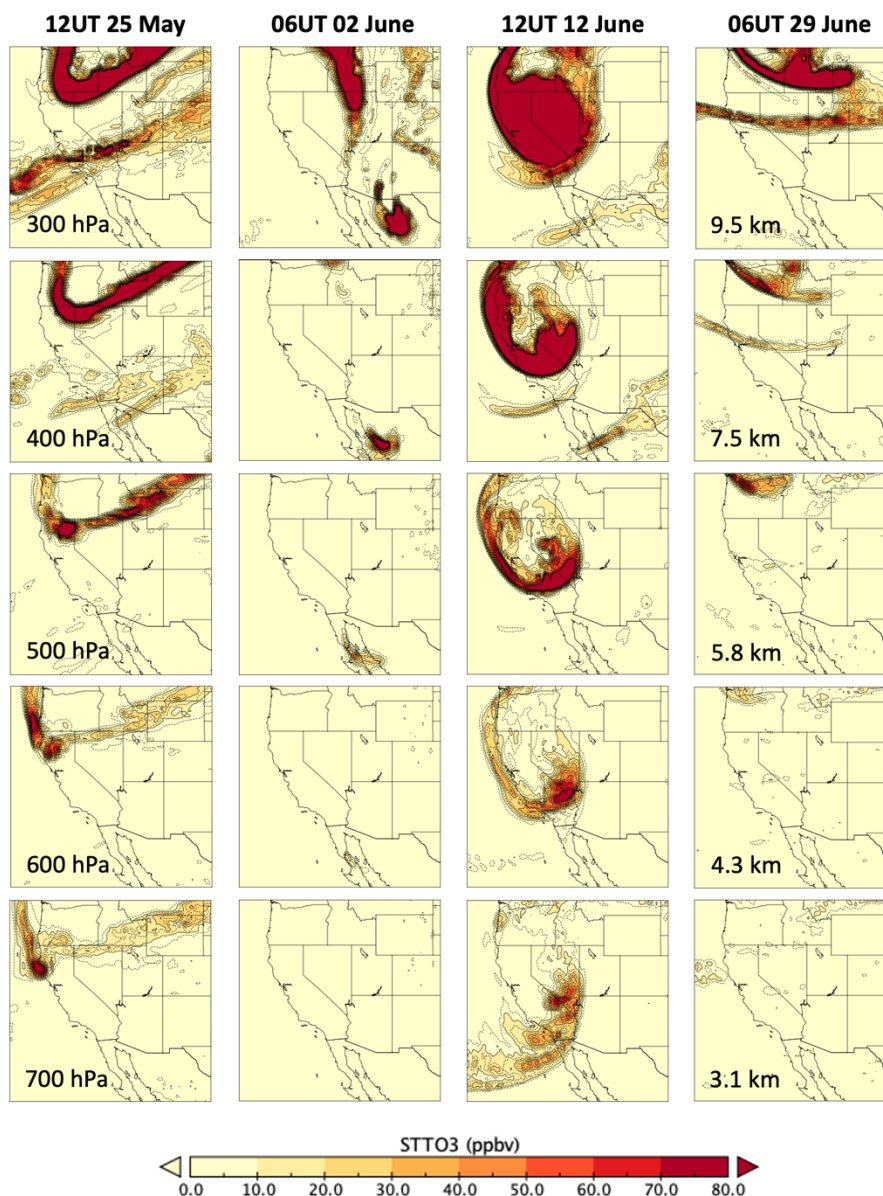 12UT 25 May 06UT 02 June 12UT 12 June 06UT 29 June
300 hPa 9.5 km
400 hPa 7.5 km
500 hPa 5.8 km
600 hPa 4.3 km
700 hPa 3.1 km
STTO3 (ppbv)
0.0 10.0 20.0 30.0 40.0 50.0 60.0 70.0 80.0